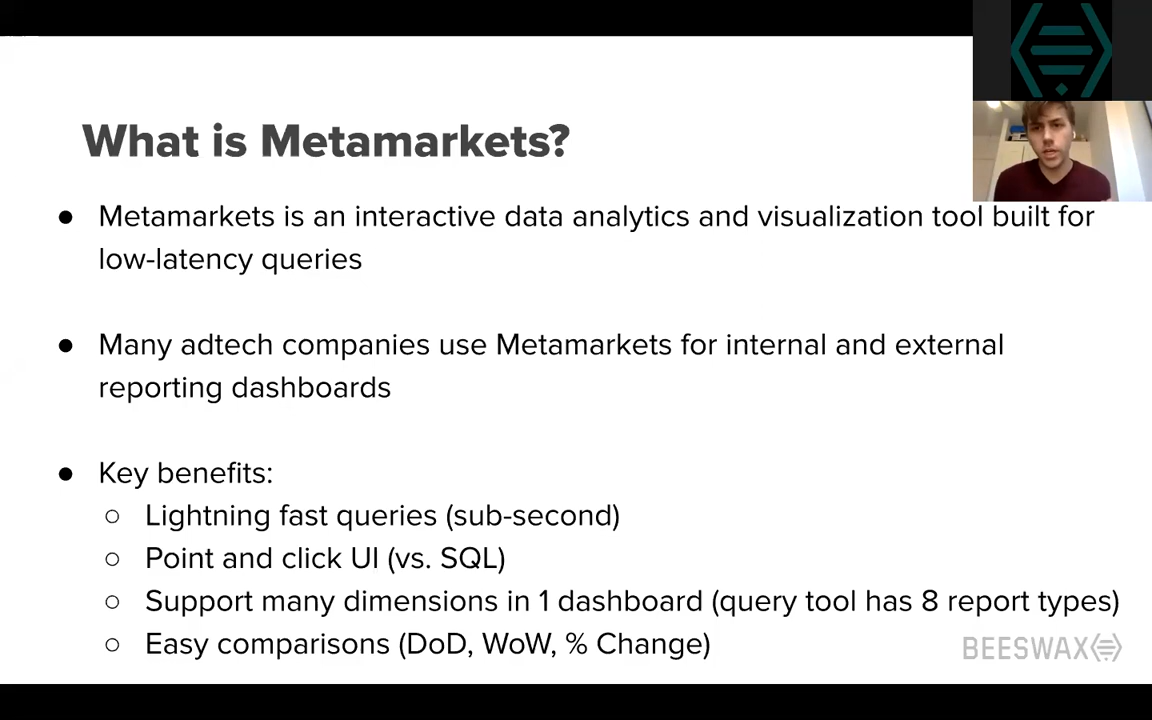 What is Metamarkets?
● Metamarkets is an interactive data analytics and visualization tool built for
low-latency queries
● Many adtech companies use Metamarkets for internal and external
reporting dashboards
● Key benefits:
○ Lightning fast queries (sub-second)
○ Point and click UI (vs. SQL)
○ Support many dimensions in 1 dashboard (query tool has 8 report types)
○ Easy comparisons (DoD, WoW, % Change)
BEESWAX